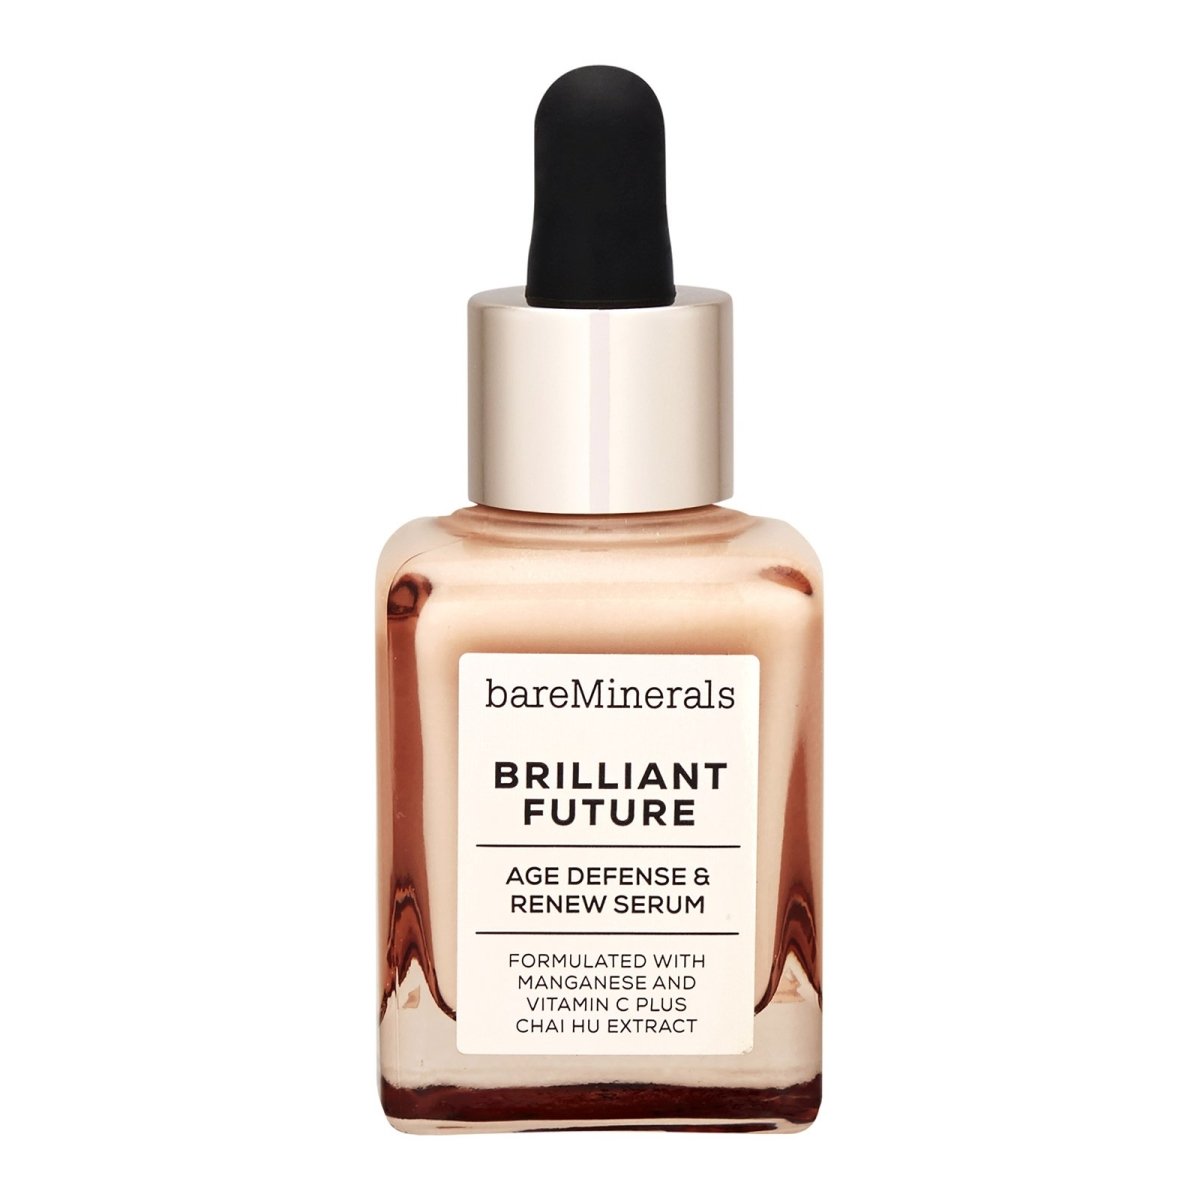 bareMinerals
BRILLIANT
FUTURE
AGE DEFENSE &
RENEW SERUM
FORMULATED WITH
MANGANESE AND
VITAMIN C PLUS
CHAI HU EXTRACT